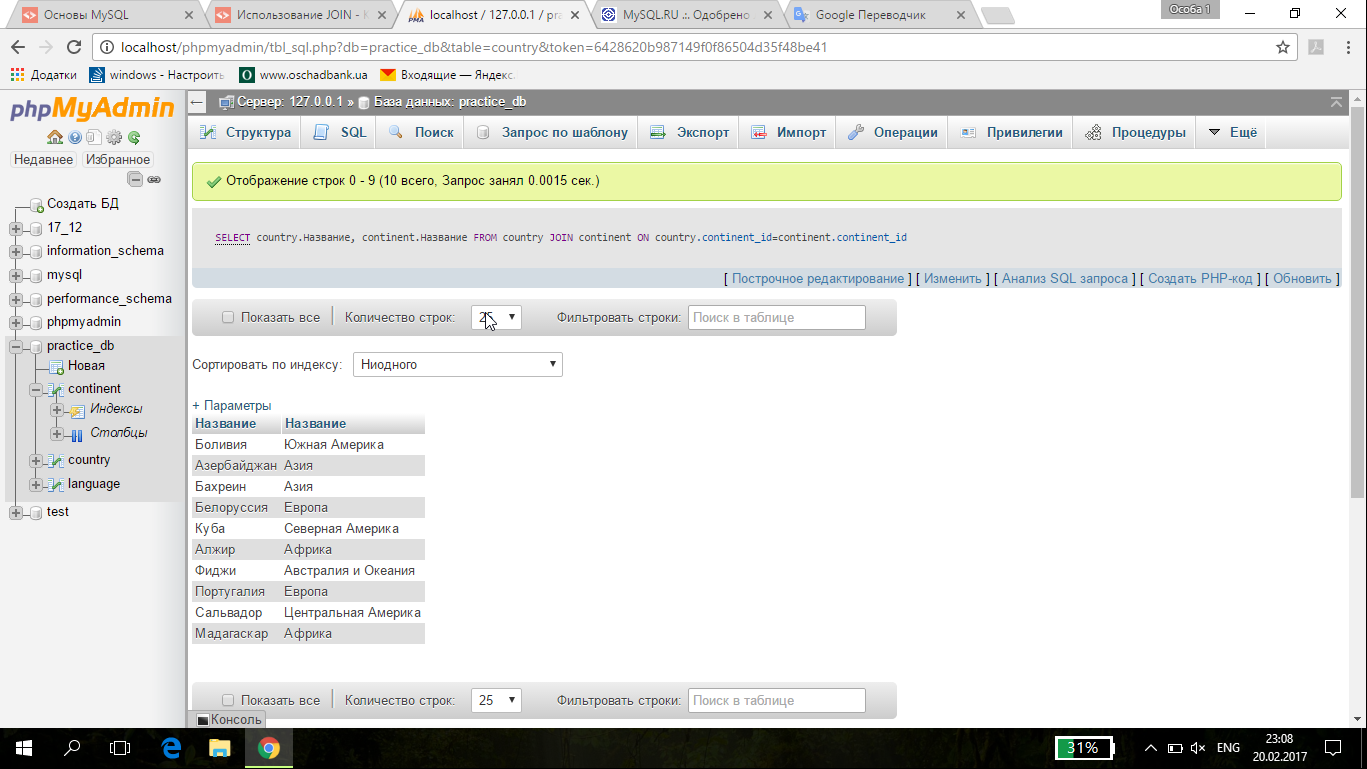 Основы MySQL
Использование JOIN - К
localhost / 127.0.0.1 / pra
MySQL.RU .:. Одобрено
Google Переводчик
Особа 1
localhost/phpmyadmin/tbl_sql.php?db=practice_db&table=country&token=6428620b987149f0f86504d35f48be41
Додатки
windows - Настроить
www.oschadbank.ua
Входящие — Яндекс.
phpMyAdmin
Недавнее Избранное
Создать БД
17_12
information_schema
mysql
performance_schema
phpmyadmin
practice_db
Новая
continent
Индексы
Столбцы
country
language
test
Сервер: 127.0.0.1 » База данных: practice_db
Структура SQL Поиск Запрос по шаблону Экспорт Импорт Операции Привилегии Процедуры Ещё
Отображение строк 0 - 9 (10 всего, Запрос занял 0.0015 сек.)
SELECT country.Название, continent.Название FROM country JOIN continent ON country.continent_id=continent.continent_id
[ Построчное редактирование ] [ Изменить ] [ Анализ SQL запроса ] [ Создать PHP-код ] [ Обновить ]
Показать все Количество строк: 25 Фильтровать строки: Поиск в таблице
Сортировать по индексу: Ниодного
+ Параметры
Название Название
Боливия Южная Америка
Азербайджан Азия
Бахреин Азия
Белоруссия Европа
Куба Северная Америка
Алжир Африка
Фиджи Австралия и Океания
Португалия Европа
Сальвадор Центральная Америка
Мадагаскар Африка
Показать все Количество строк: 25 Фильтровать строки: Поиск в таблице
Консоль
31%
ENG
23:08
20.02.2017